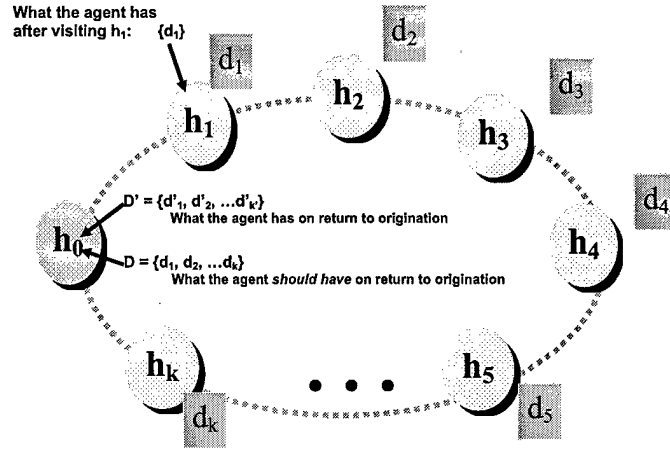 What the agent has
after visiting h1: {d1}
d1
d2
d3
d4
d5
dk
h1
h2
h3
h4
h5
hk
h0
D' = {d'1, d'2, ...d'k'}
What the agent has on return to origination
D = {d1, d2, ...dk}
What the agent should have on return to origination
• • •